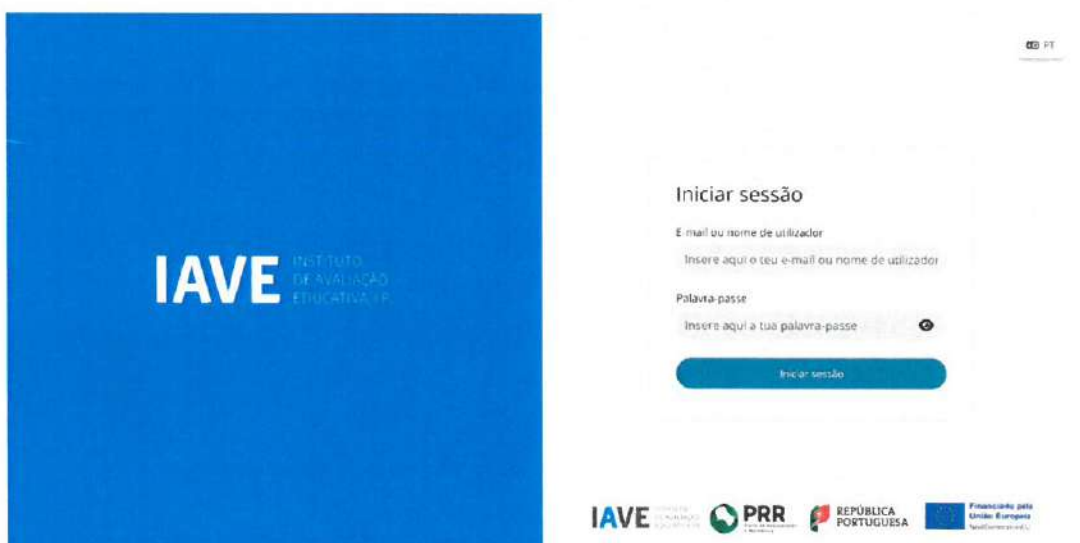 PT
IAVE
INSTITUTO
DE AVALIAÇÃO
EDUCATIVA, I.P.
Iniciar sessão
E-mail ou nome de utilizador
Insere aqui o teu e-mail ou nome de utilizador
Palavra-passe
Insere aqui a tua palavra-passe
Iniciar sessão
IAVE
PRR
REPÚBLICA
PORTUGUESA
Financiado pela
União Europeia